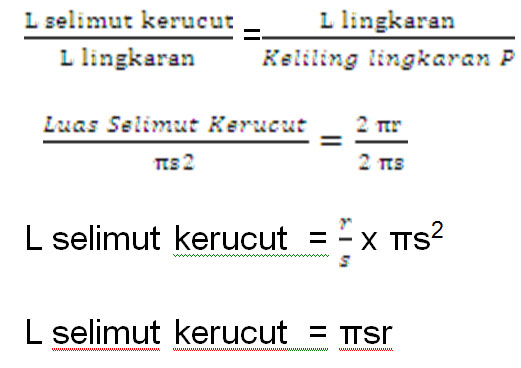 L selimut kerucut / L lingkaran = L lingkaran / Keliling lingkaran P
Luas Selimut Kerucut / πs2 = 2 πr / 2 πs
L selimut kerucut = r/s x πs²
L selimut kerucut = πsr